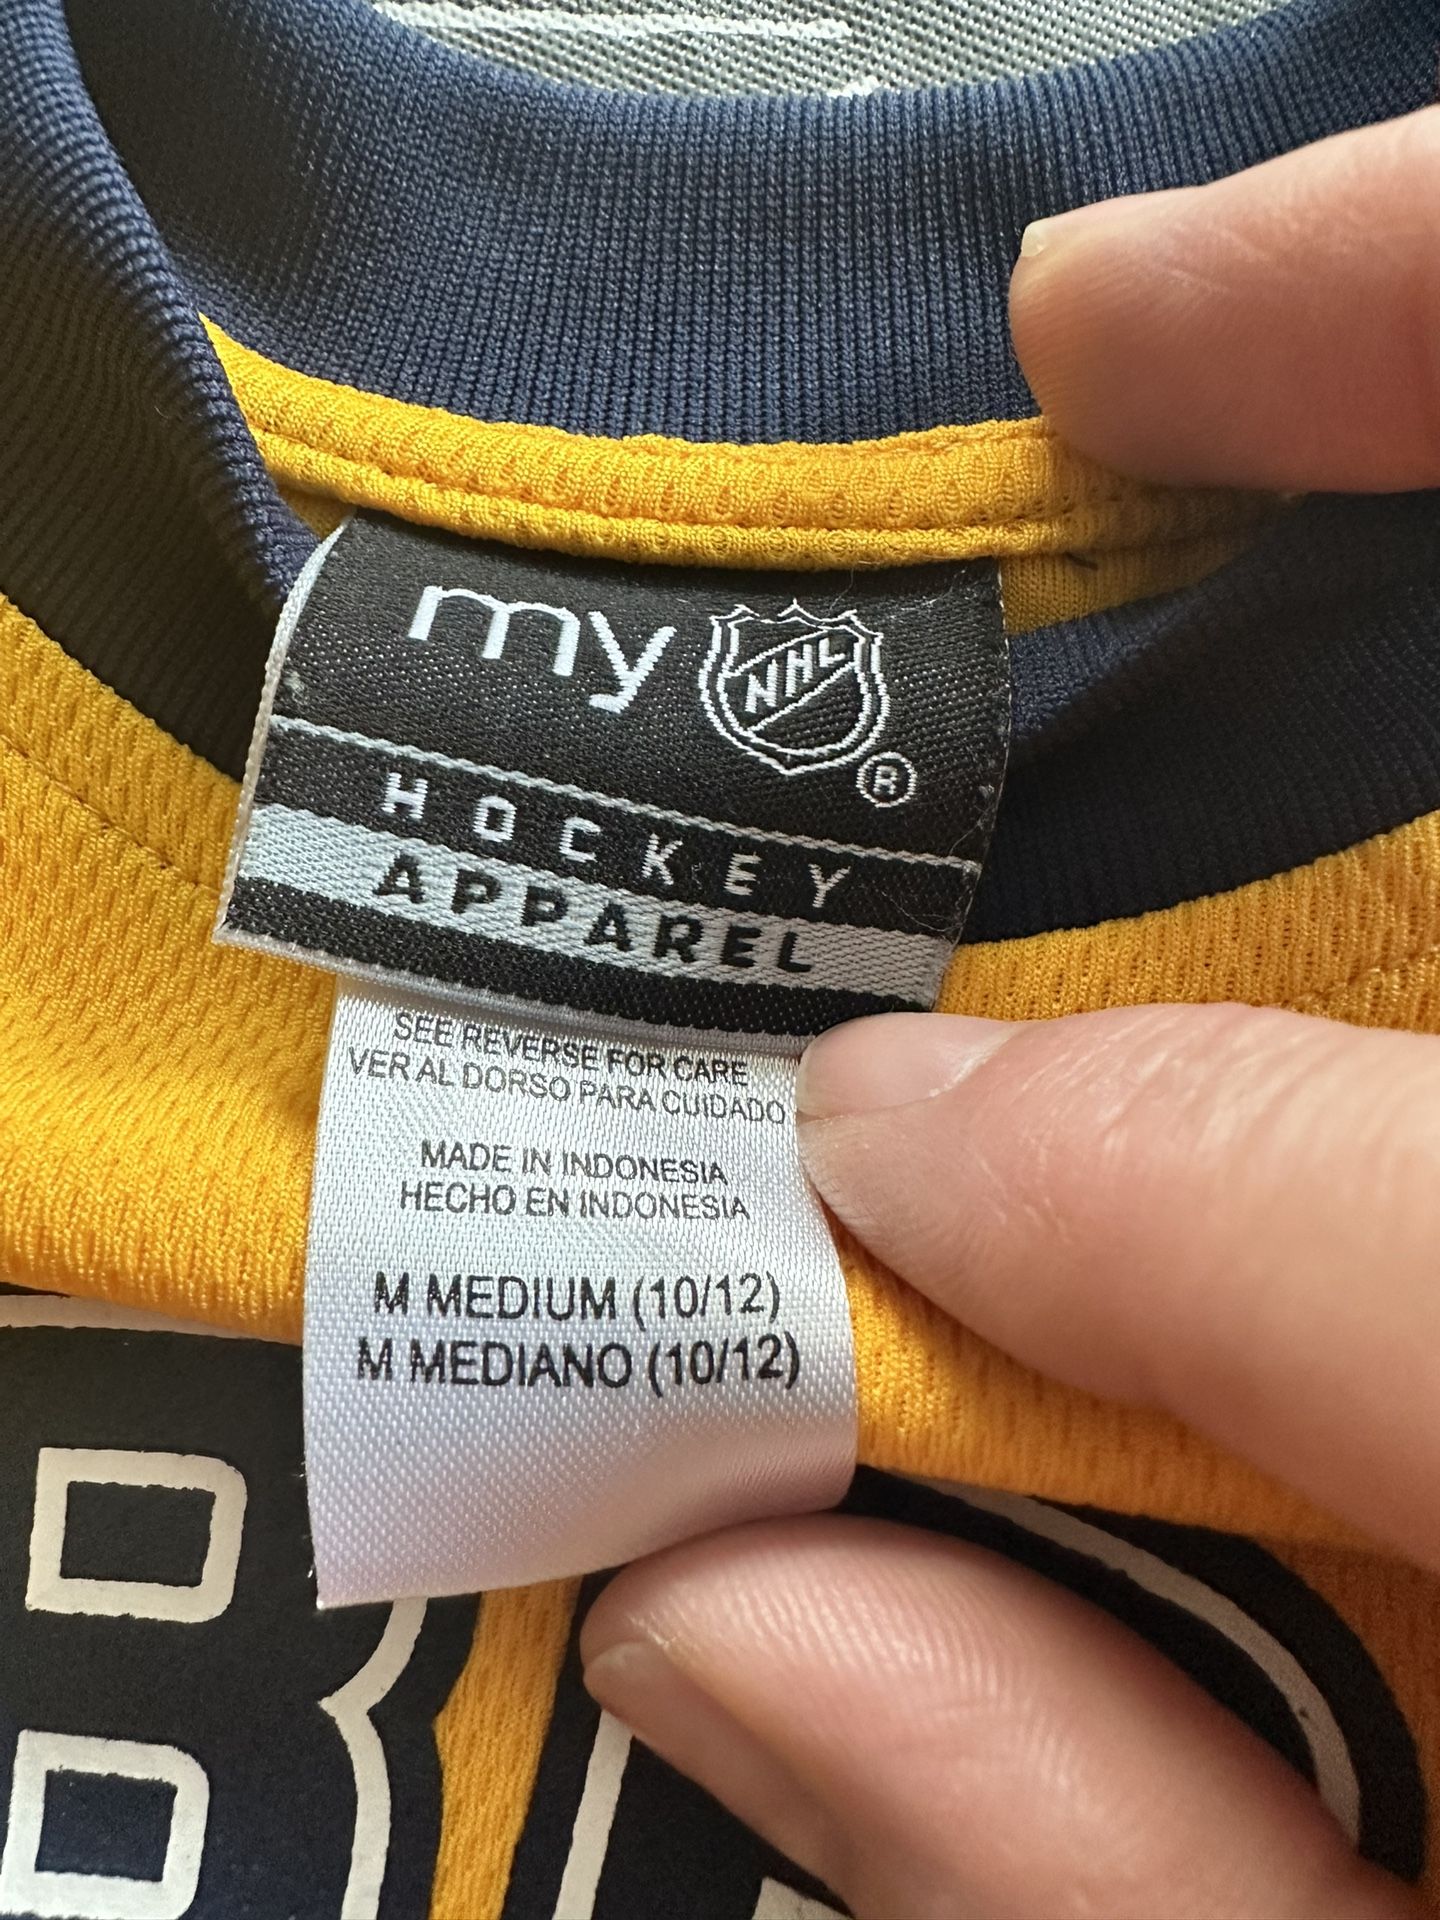 my NHL ®
HOCKEY
APPAREL
SEE REVERSE FOR CARE
VER AL DORSO PARA CUIDADO
MADE IN INDONESIA
HECHO EN INDONESIA
M MEDIUM (10/12)
M MEDIANO (10/12)